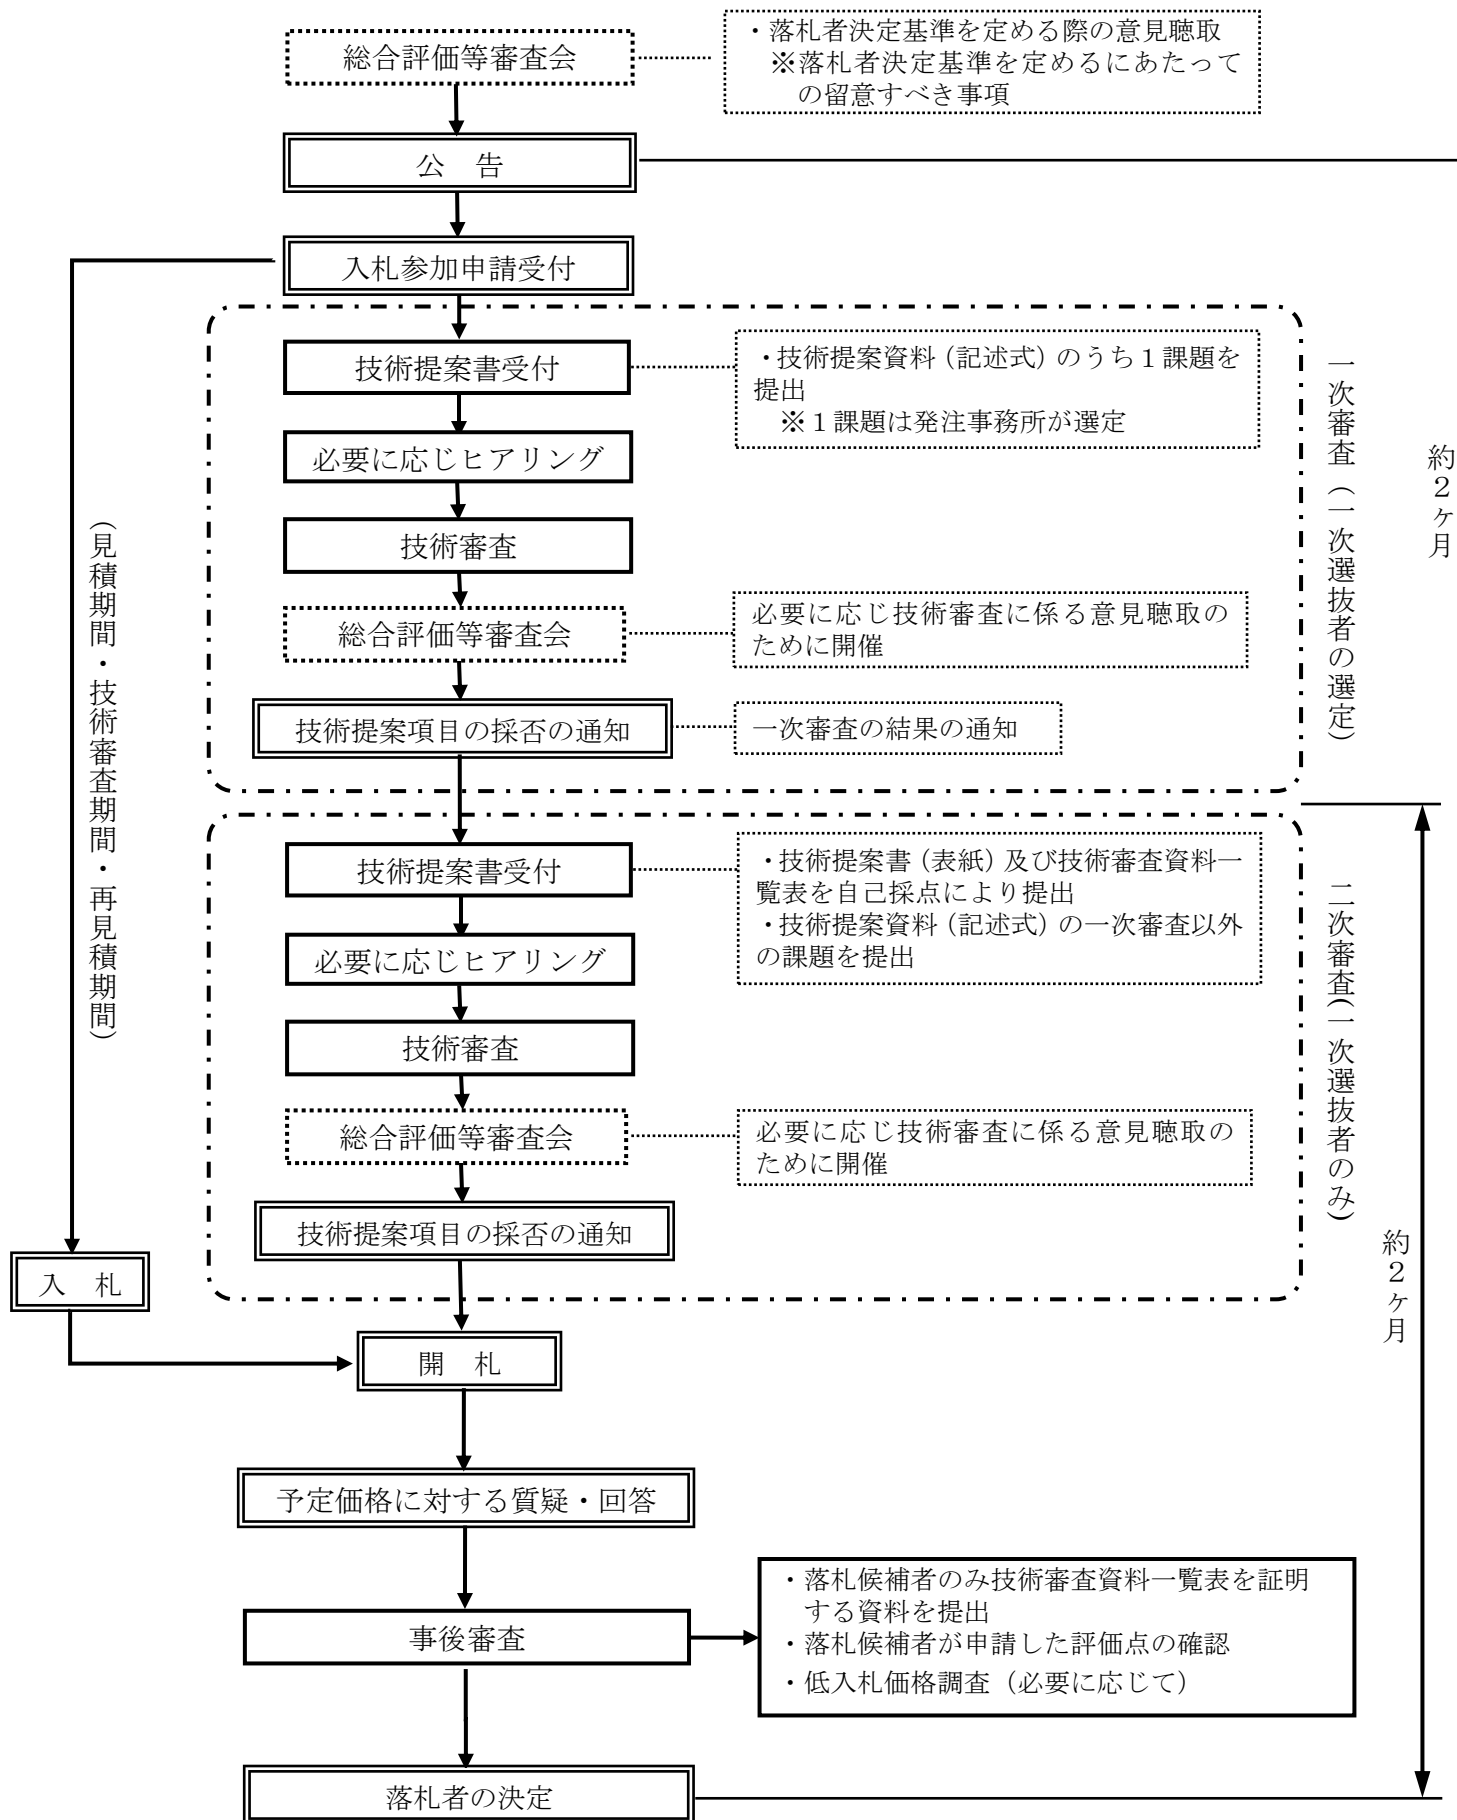 総合評価等審査会
・落札者決定基準を定める際の意見聴取
※落札者決定基準を定めるにあたって
の留意すべき事項
公　告
入札参加申請受付
技術提案書受付
・技術提案資料（記述式）のうち１課題を
提出
※１課題は発注事務所が選定
必要に応じヒアリング
技術審査
総合評価等審査会
必要に応じ技術審査に係る意見聴取の
ために開催
技術提案項目の採否の通知
一次審査の結果の通知
一次審査（一次選抜者の選定）
約２ヶ月
（見積期間・技術審査期間・再見積期間）
技術提案書受付
・技術提案書（表紙）及び技術審査資料一
覧表を自己採点により提出
・技術提案資料（記述式）の一次審査以外
の課題を提出
必要に応じヒアリング
技術審査
総合評価等審査会
必要に応じ技術審査に係る意見聴取の
ために開催
技術提案項目の採否の通知
二次審査（一次選抜者のみ）
約２ヶ月
入　札
開　札
予定価格に対する質疑・回答
事後審査
・落札候補者のみ技術審査資料一覧表を証明
する資料を提出
・落札候補者が申請した評価点の確認
・低入札価格調査（必要に応じて）
落札者の決定